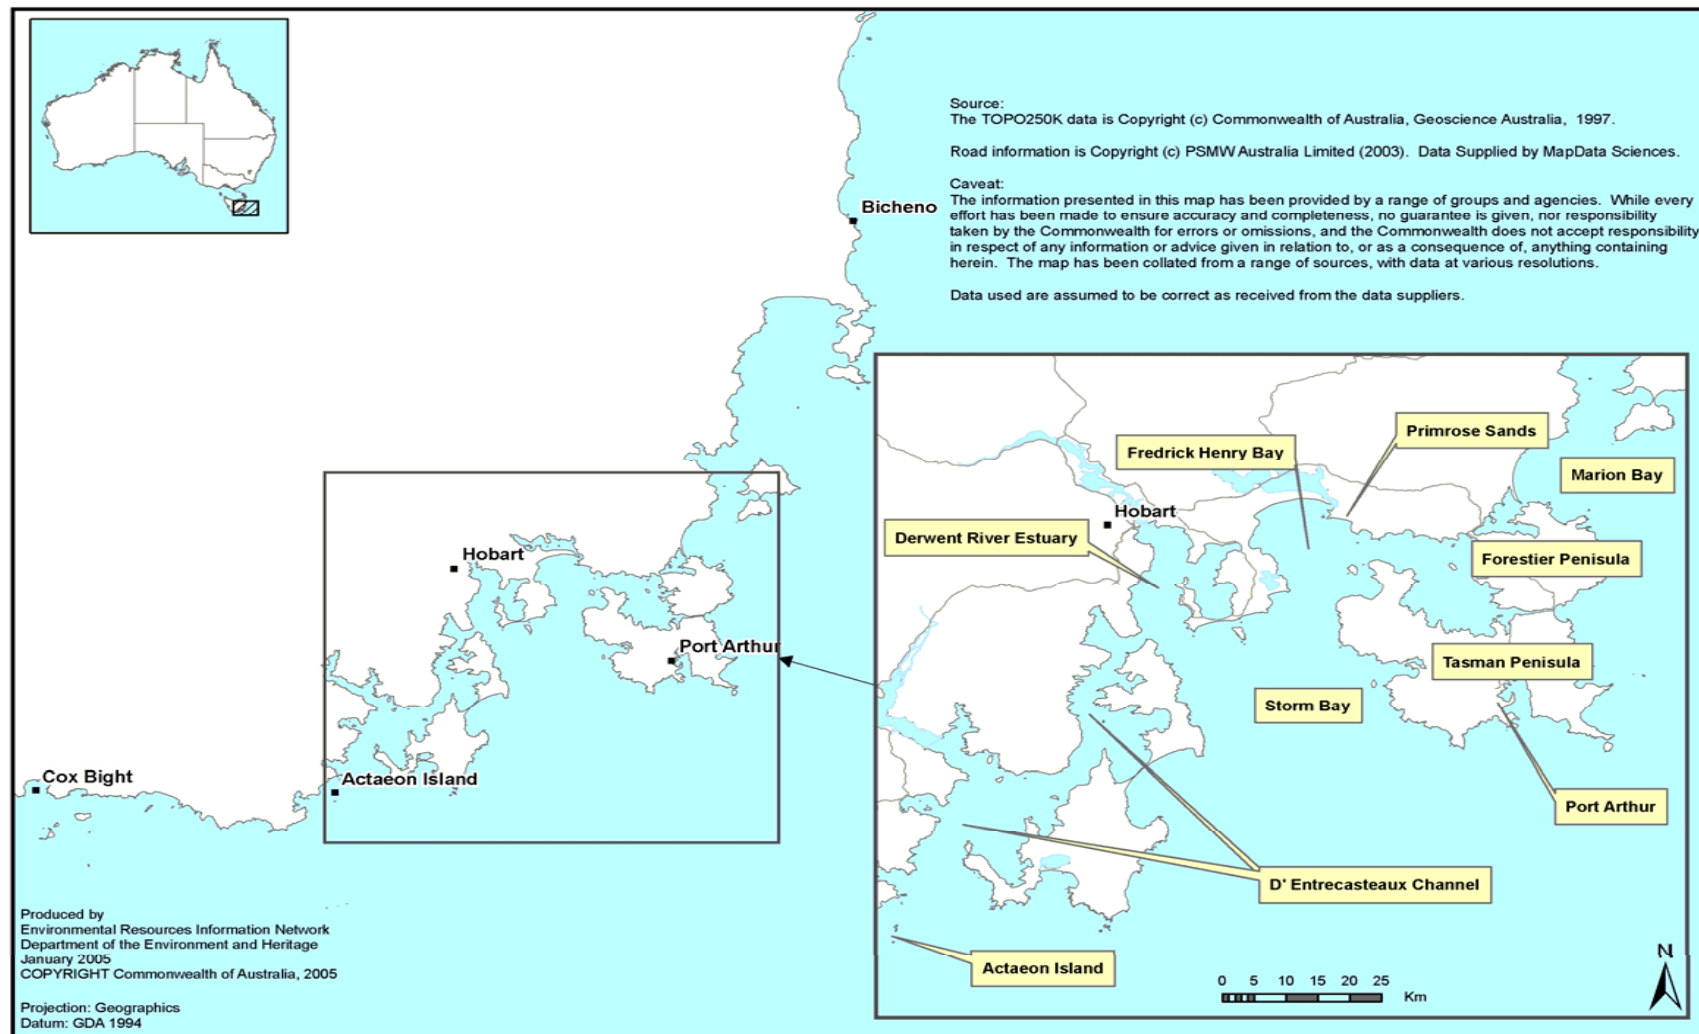 Source:
The TOPO250K data is Copyright (c) Commonwealth of Australia, Geoscience Australia, 1997.
Road information is Copyright (c) PSMW Australia Limited (2003). Data Supplied by MapData Sciences.
Caveat:
The information presented in this map has been provided by a range of groups and agencies. While every
effort has been made to ensure accuracy and completeness, no guarantee is given, nor responsibility
taken by the Commonwealth for errors or omissions, and the Commonwealth does not accept responsibility
in respect of any information or advice given in relation to, or as a consequence of, anything containing
herein. The map has been collated from a range of sources, with data at various resolutions.
Data used are assumed to be correct as received from the data suppliers.
Bicheno
Hobart
Port Arthur
Cox Bight
Actaeon Island
Primrose Sands
Fredrick Henry Bay
Marion Bay
Hobart
Derwent River Estuary
Forestier Penisula
Tasman Penisula
Storm Bay
Port Arthur
D' Entrecasteaux Channel
Actaeon Island
N
0 5 10 15 20 25
Km
Produced by
Environmental Resources Information Network
Department of the Environment and Heritage
January 2005
COPYRIGHT Commonwealth of Australia, 2005
Projection: Geographics
Datum: GDA 1994